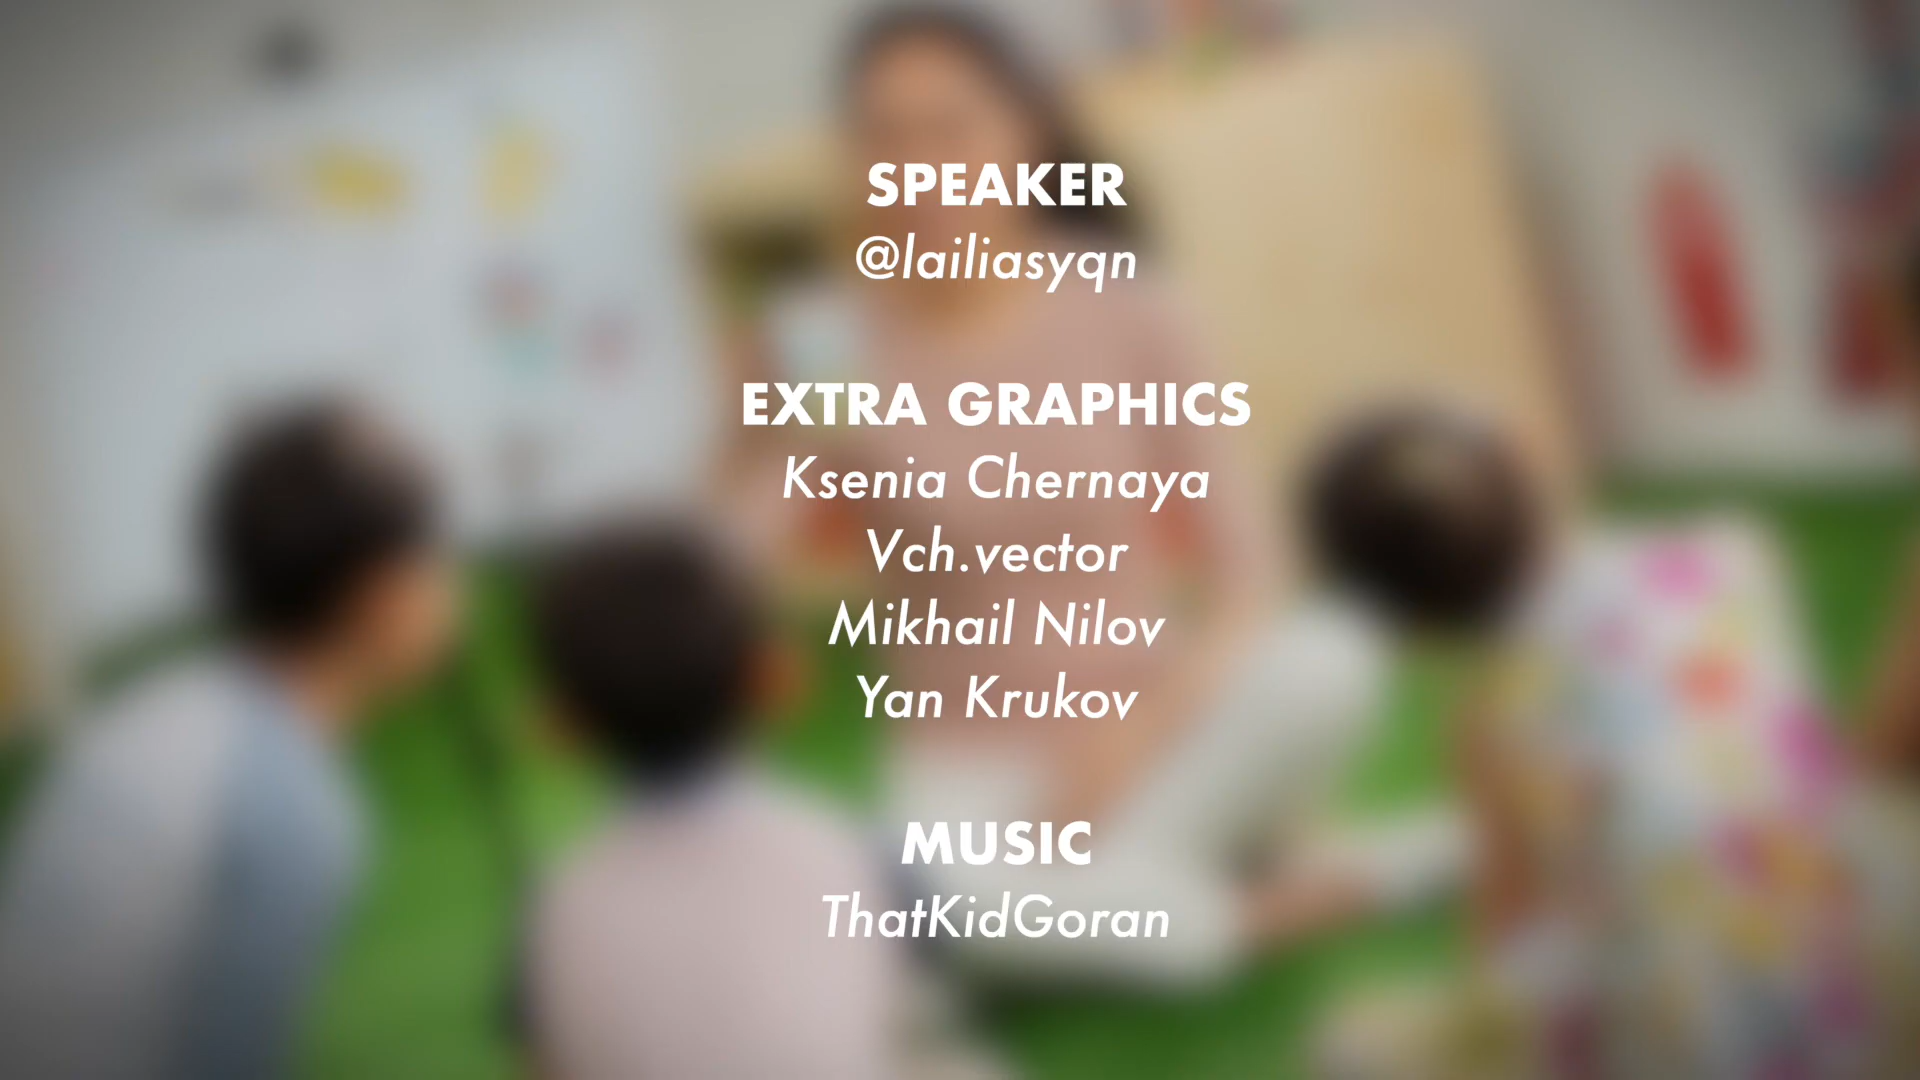 SPEAKER
@lailiasyqn
EXTRA GRAPHICS
Ksenia Chernaya
Vch.vector
Mikhail Nilov
Yan Krukov
MUSIC
ThatKidGoran